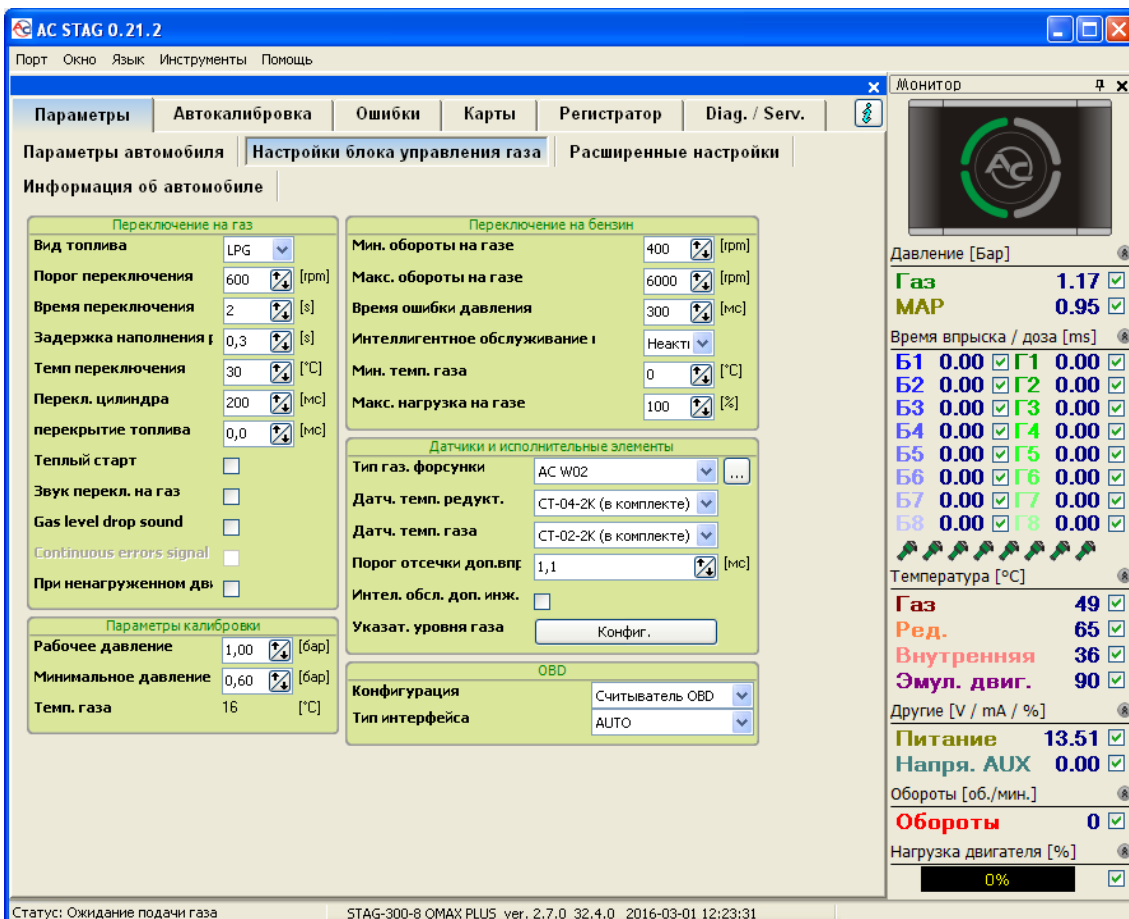 AC STAG 0.21.2
Порт Окно Язык Инструменты Помощь
Параметры Автокалибровка Ошибки Карты Регистратор Diag. / Serv.
Параметры автомобиля Настройки блока управления газа Расширенные настройки
Информация об автомобиле
Переключение на газ
Вид топлива LPG
Порог переключения 600 [rpm]
Время переключения 2 [s]
Задержка наполнения р 0,3 [s]
Темп переключения 30 [°C]
Перекл. цилиндра 200 [мс]
перекрытие топлива 0,0 [мс]
Теплый старт
Звук перекл. на газ
Gas level drop sound
Continuous errors signal
При ненагруженном дви
Параметры калибровки
Рабочее давление 1,00 [бар]
Минимальное давление 0,60 [бар]
Темп. газа 16 [°C]
Переключение на бензин
Мин. обороты на газе 400 [rpm]
Макс. обороты на газе 6000 [rpm]
Время ошибки давления 300 [мс]
Интеллигентное обслуживание Неакти
Мин. темп. газа 0 [°C]
Макс. нагрузка на газе 100 [%]
Датчики и исполнительные элементы
Тип газ. форсунки AC W02 ...
Датч. темп. редукт. CT-04-2K (в комплекте)
Датч. темп. газа CT-02-2K (в комплекте)
Порог отсечки доп.впр 1,1 [мс]
Интел. обсл. доп. инж.
Указат. уровня газа Конфиг.
OBD
Конфигурация Считыватель OBD
Тип интерфейса AUTO
Монитор
AC
Давление [Бар]
Газ 1.17
MAP 0.95
Время впрыска / доза [ms]
Б1 0.00 Г1 0.00
Б2 0.00 Г2 0.00
Б3 0.00 Г3 0.00
Б4 0.00 Г4 0.00
Б5 0.00 Г5 0.00
Б6 0.00 Г6 0.00
Б7 0.00 Г7 0.00
Б8 0.00 Г8 0.00
Температура [°C]
Газ 49
Ред. 65
Внутренняя 36
Эмул. двиг. 90
Другие [V / mA / %]
Питание 13.51
Напря. AUX 0.00
Обороты [об./мин.]
Обороты 0
Нагрузка двигателя [%]
0%
Статус: Ожидание подачи газа STAG-300-8 QMAX PLUS ver. 2.7.0 32.4.0 2016-03-01 12:23:31